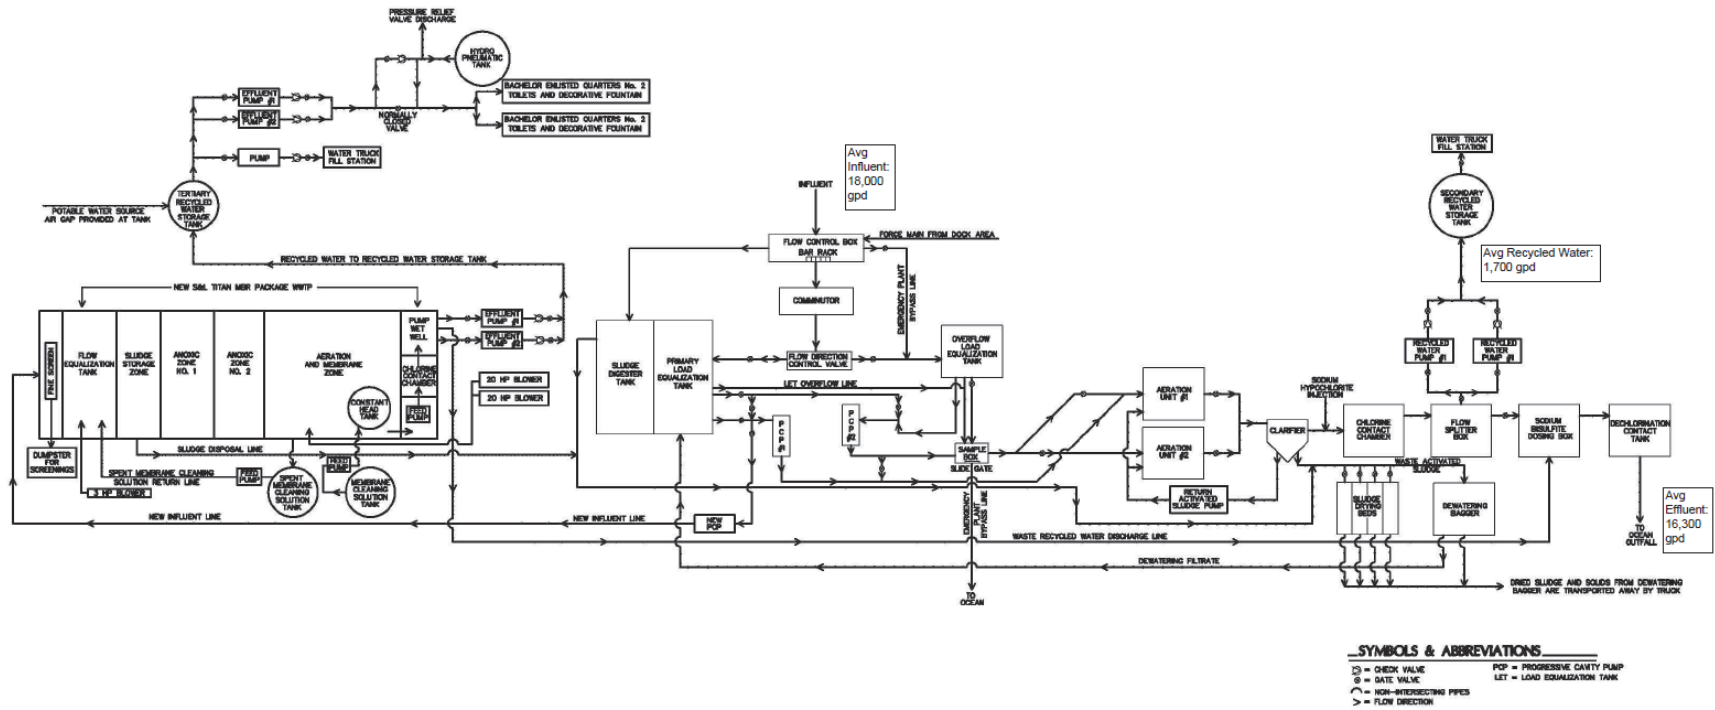 PRESSURE RELIEF
VALVE DISCHARGE
HYDRO
PNEUMATIC
TANK
BACHELOR ENLISTED QUARTERS No. 2
TOILETS AND DECORATIVE FOUNTAIN
BACHELOR ENLISTED QUARTERS No. 2
TOILETS AND DECORATIVE FOUNTAIN
EFFLUENT
PUMP #1
EFFLUENT
PUMP #2
NORMALLY
CLOSED
VALVE
PUMP
WATER TRUCK
FILL STATION
TERTIARY
RECYCLED
WATER
STORAGE
TANK
POTABLE WATER SOURCE
AIR GAP PROVIDED AT TANK
RECYCLED WATER TO RECYCLED WATER STORAGE TANK
NEW S&L TITAN MBR PACKAGE WWTP
FINE SCREEN
FLOW
EQUALIZATION
TANK
SLUDGE
STORAGE
ZONE
ANOXIC
ZONE
NO. 1
ANOXIC
ZONE
NO. 2
AERATION
AND MEMBRANE
ZONE
PUMP
WET
WELL
CHLORINE
CONTACT
CHAMBER
FEED
PUMP
CONSTANT
HEAD
TANK
EFFLUENT
PUMP #1
EFFLUENT
PUMP #2
20 HP BLOWER
20 HP BLOWER
DUMPSTER
FOR
SCREENINGS
SLUDGE DISPOSAL LINE
SPENT MEMBRANE CLEANING
SOLUTION RETURN LINE
3 HP BLOWER
FEED
PUMP
SPENT
MEMBRANE
CLEANING
SOLUTION
TANK
FEED
PUMP
MEMBRANE
CLEANING
SOLUTION
TANK
NEW INFLUENT LINE
NEW INFLUENT LINE
NEW
PCP
Avg
Influent:
18,000
gpd
INFLUENT
FORCE MAIN FROM DOCK AREA
FLOW CONTROL BOX
BAR RACK
COMMINUTOR
EMERGENCY PLANT
BYPASS LINE
FLOW DIRECTION
CONTROL VALVE
OVERFLOW
LOAD
EQUALIZATION
TANK
SLUDGE
DIGESTER
TANK
PRIMARY
LOAD
EQUALIZATION
TANK
LET OVERFLOW LINE
PCP #1
PCP #2
SAMPLE
BOX
SLIDE GATE
EMERGENCY
PLANT
BYPASS LINE
TO
OCEAN
AERATION
UNIT #1
AERATION
UNIT #2
CLARIFIER
RETURN
ACTIVATED
SLUDGE PUMP
SODIUM
HYPOCHLORITE
INJECTION
CHLORINE
CONTACT
CHAMBER
FLOW
SPLITTER
BOX
SODIUM
BISULFITE
DOSING BOX
DECHLORINATION
CONTACT
TANK
WATER TRUCK
FILL STATION
SECONDARY
RECYCLED
WATER
STORAGE
TANK
Avg Recycled Water:
1,700 gpd
RECYCLED
WATER
PUMP #1
RECYCLED
WATER
PUMP #1
WASTE ACTIVATED
SLUDGE
SLUDGE
DRYING
BEDS
DEWATERING
BAGGER
TO
OCEAN
OUTFALL
Avg
Effluent:
16,300
gpd
WASTE RECYCLED WATER DISCHARGE LINE
DEWATERING FILTRATE
DRIED SLUDGE AND SOLIDS FROM DEWATERING
BAGGER ARE TRANSPORTED AWAY BY TRUCK
SYMBOLS & ABBREVIATIONS
= CHECK VALVE
= GATE VALVE
= NON-INTERSECTING PIPES
= FLOW DIRECTION
PCP = PROGRESSIVE CAVITY PUMP
LET = LOAD EQUALIZATION TANK